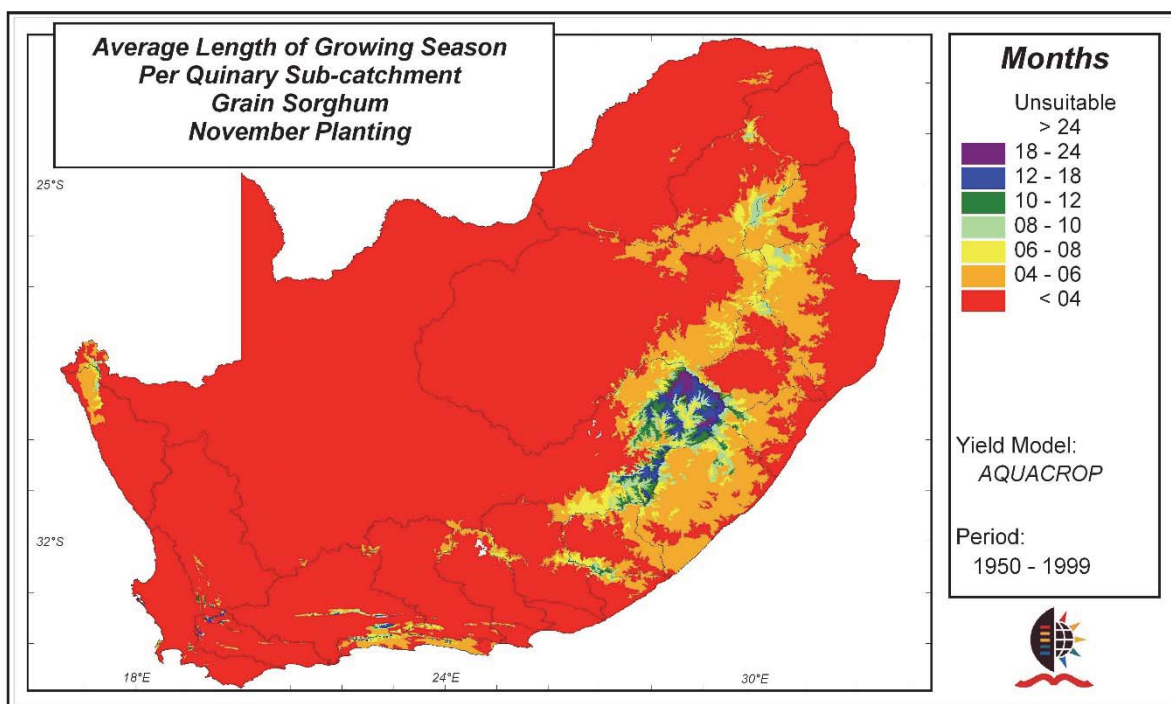 Average Length of Growing Season
Per Quinary Sub-catchment
Grain Sorghum
November Planting
Months
Unsuitable
> 24
18 - 24
12 - 18
10 - 12
08 - 10
06 - 08
04 - 06
< 04
Yield Model:
AQUACROP
Period:
1950 - 1999
25°S
32°S
18°E
24°E
30°E